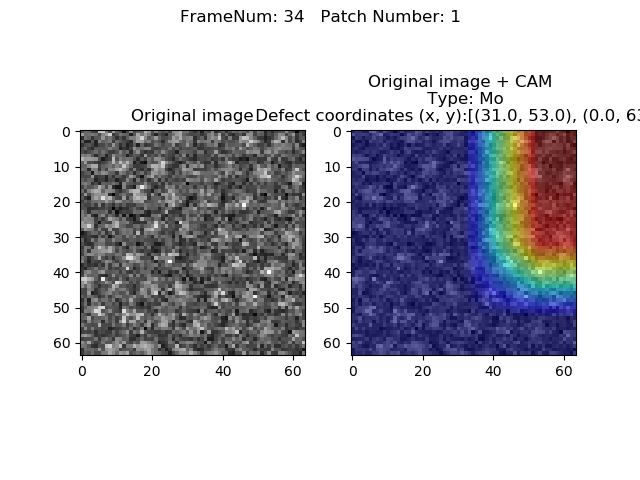 FrameNum: 34   Patch Number: 1
Original image + CAM
Type: Mo
Original image
Defect coordinates (x, y):[(31.0, 53.0), (0.0, 63
0
10
20
30
40
50
60
0 20 40 60
0
10
20
30
40
50
60
0 20 40 60